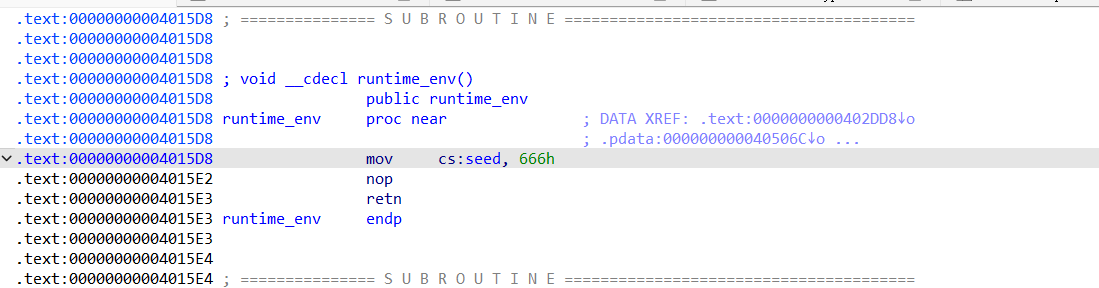 .text:00000000004015D8 ; =============== S U B R O U T I N E =======================================
.text:00000000004015D8
.text:00000000004015D8
.text:00000000004015D8 ; void __cdecl runtime_env()
.text:00000000004015D8 public runtime_env
.text:00000000004015D8 runtime_env proc near ; DATA XREF: .text:0000000000402DD8↓o
.text:00000000004015D8 ; .pdata:000000000040506C↓o ...
.text:00000000004015D8 mov cs:seed, 666h
.text:00000000004015E2 nop
.text:00000000004015E3 retn
.text:00000000004015E3 runtime_env endp
.text:00000000004015E3
.text:00000000004015E4
.text:00000000004015E4 ; =============== S U B R O U T I N E =======================================